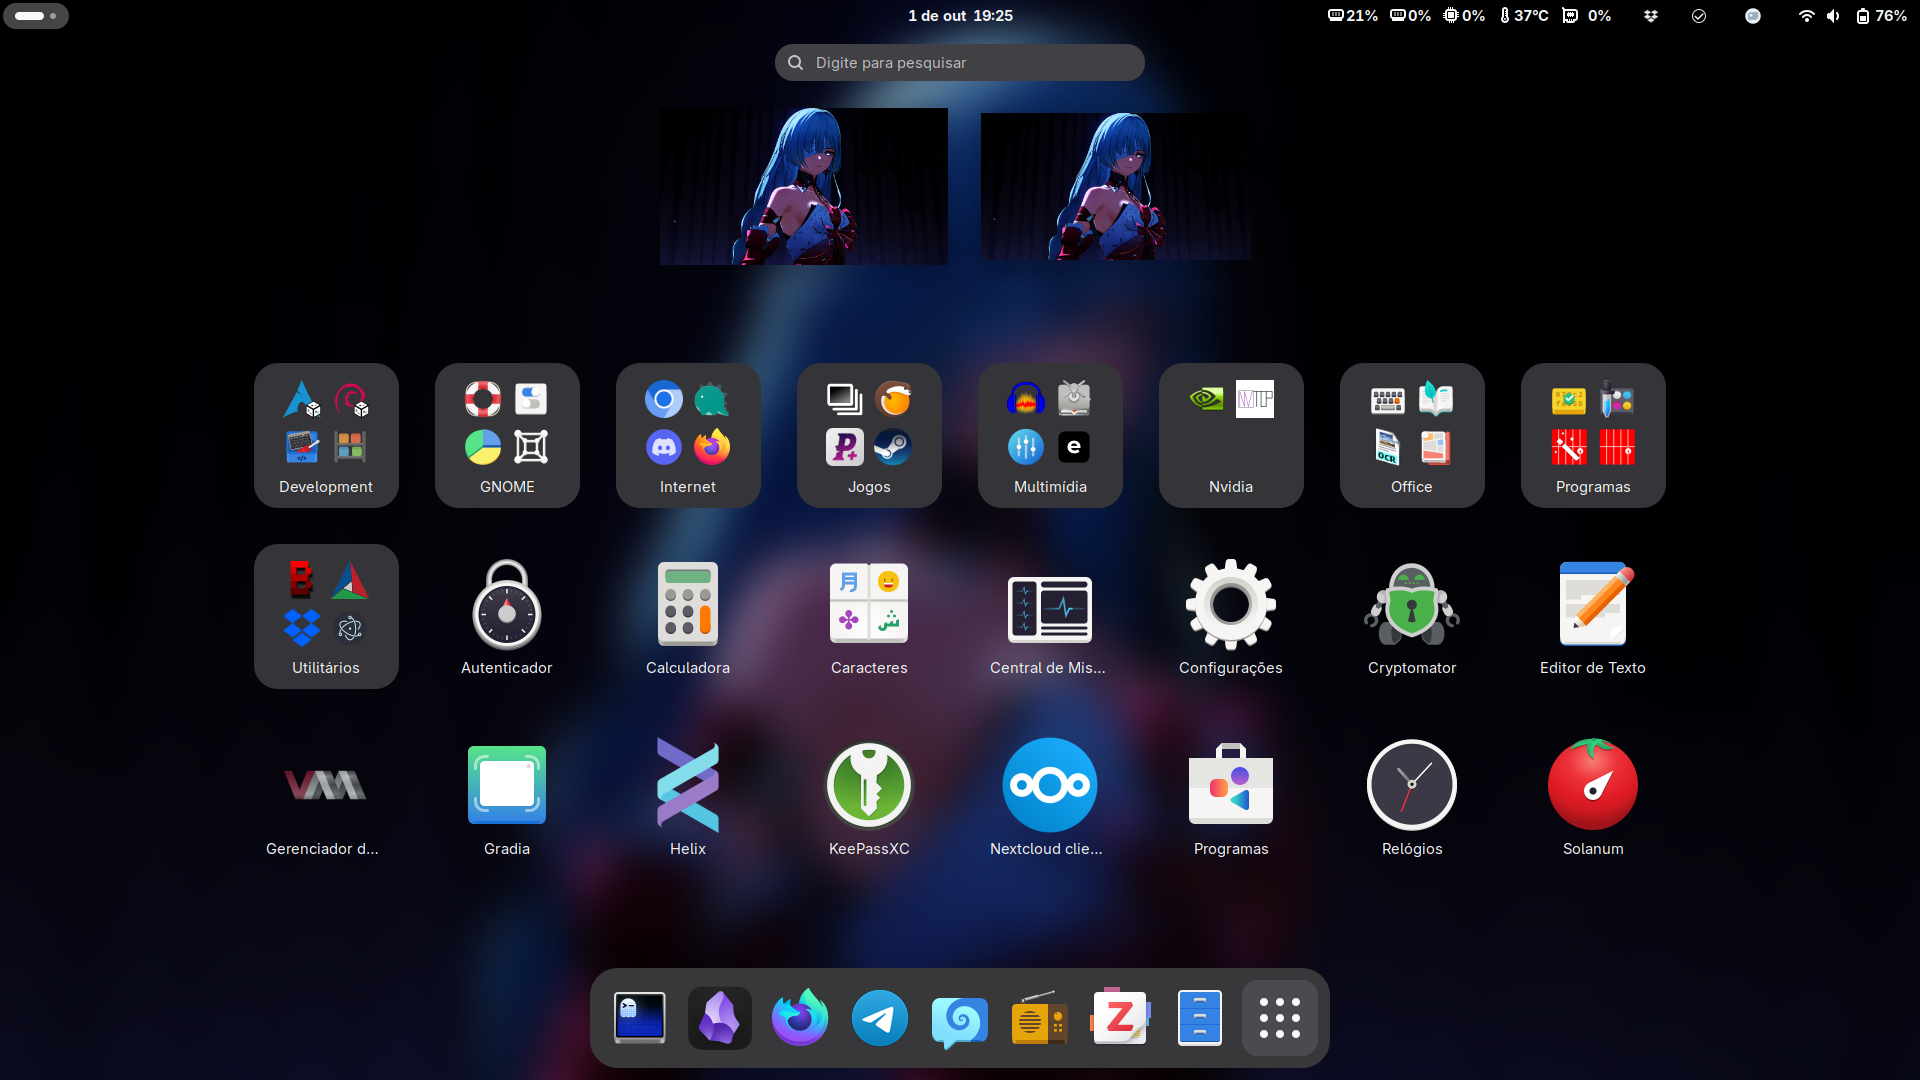 1 de out 19:25
21% 0% 0% 37°C 0% 76%
Digite para pesquisar
Development
GNOME
Internet
Jogos
Multimídia
Nvidia
Office
Programas
Utilitários
Autenticador
Calculadora
Caracteres
Central de Mis...
Configurações
Cryptomator
Editor de Texto
Gerenciador d...
Gradia
Helix
KeePassXC
Nextcloud clie...
Programas
Relógios
Solanum